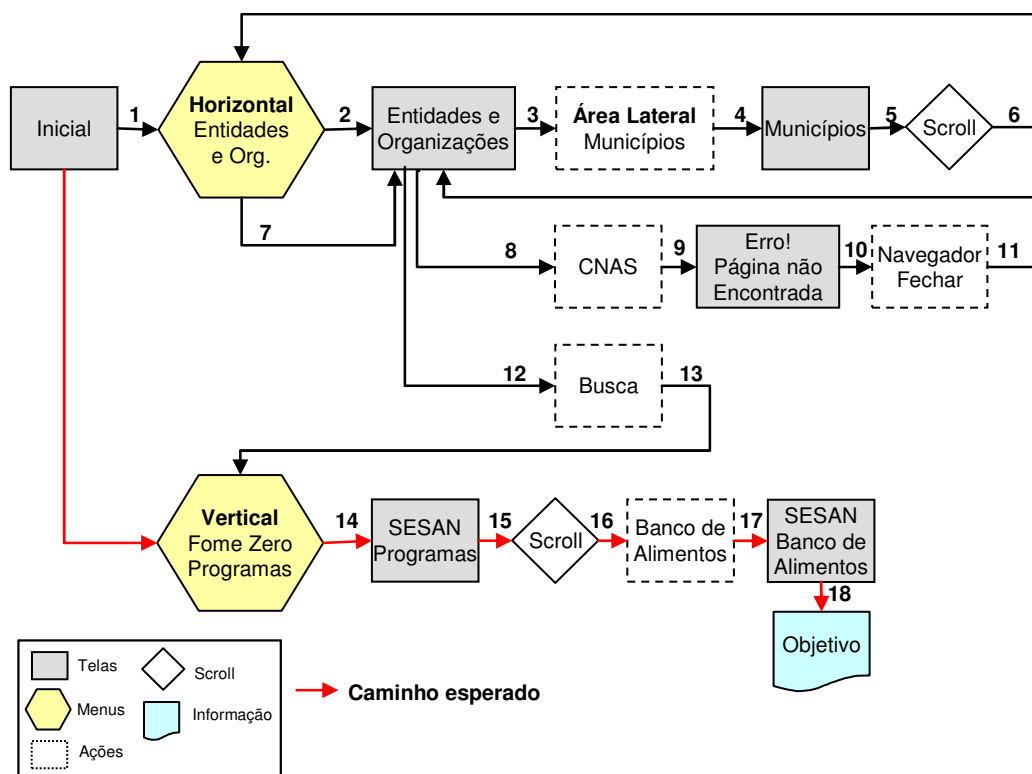 Inicial
1
Horizontal
Entidades
e Org.
2
Entidades e
Organizações
3
Área Lateral
Municípios
4
Municípios
5
Scroll
6
7
8
CNAS
9
Erro!
Página não
Encontrada
10
Navegador
Fechar
11
12
Busca
13
Vertical
Fome Zero
Programas
14
SESAN
Programas
15
Scroll
16
Banco de
Alimentos
17
SESAN
Banco de
Alimentos
18
Objetivo
Telas
Scroll
Menus
Informação
Ações
Caminho esperado